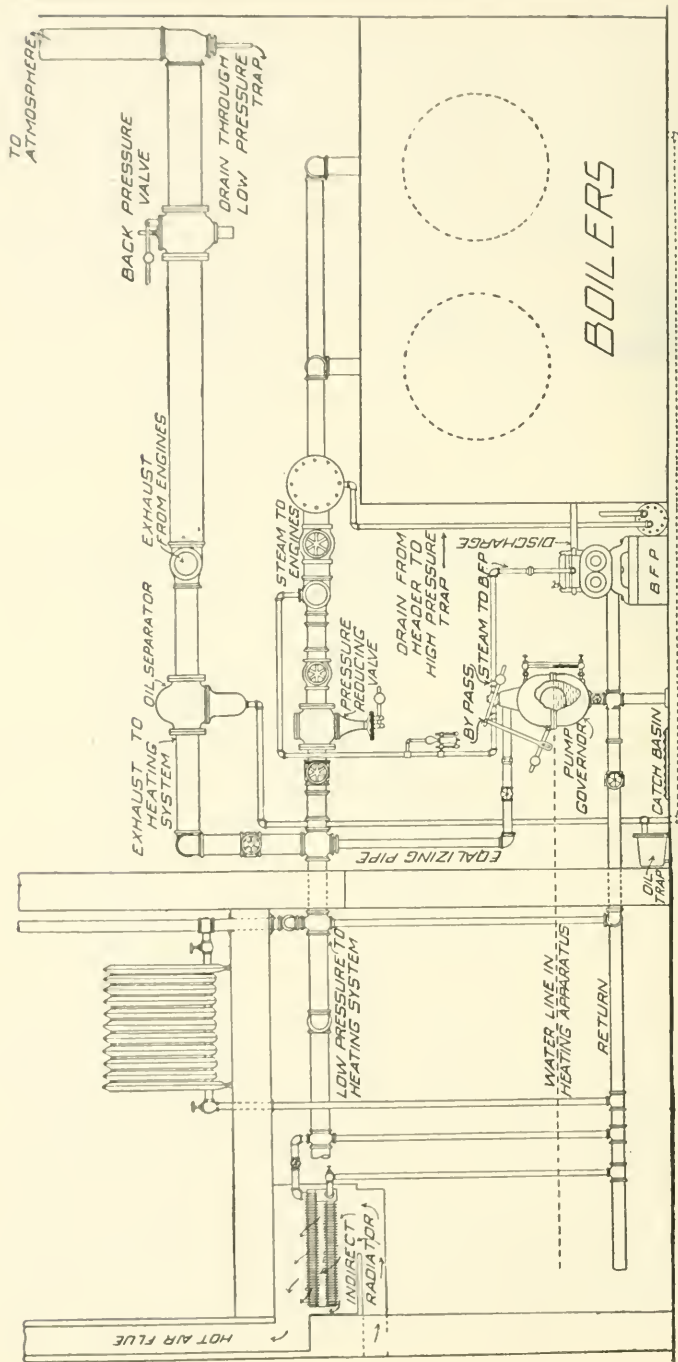 TO
ATMOSPHERE
BACK PRESSURE
VALVE
DRAIN THROUGH
LOW PRESSURE
TRAP
EXHAUST
FROM ENGINES
OIL SEPARATOR
EXHAUST TO
HEATING
SYSTEM
STEAM TO
ENGINES
PRESSURE
REDUCING
VALVE
DRAIN FROM
HEADER TO
HIGH PRESSURE
TRAP
BOILERS
DISCHARGE
STEAM TO BFP
BY PASS
B F P
PUMP
GOVERNOR
CATCH BASIN
OIL
TRAP
EQALIZING PIPE
LOW PRESSURE TO
HEATING SYSTEM
WATER LINE IN
HEATING APPARATUS
RETURN
INDIRECT
RADIATOR
HOT AIR FLUE